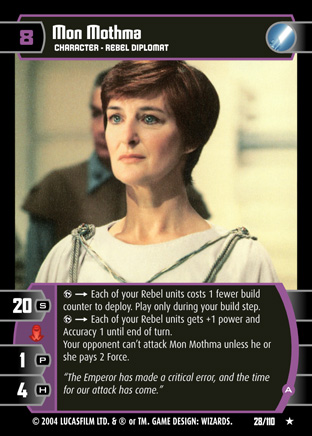 8
Mon Mothma
CHARACTER - REBEL DIPLOMAT
20 S
1 P
4 H
→ Each of your Rebel units costs 1 fewer build
counter to deploy. Play only during your build step.
→ Each of your Rebel units gets +1 power and
Accuracy 1 until end of turn.
Your opponent can't attack Mon Mothma unless he or
she pays 2 Force.
“The Emperor has made a critical error, and the time
for our attack has come.”
A
© 2004 LUCASFILM LTD. & ® or TM. GAME DESIGN: WIZARDS.
28/110 ★